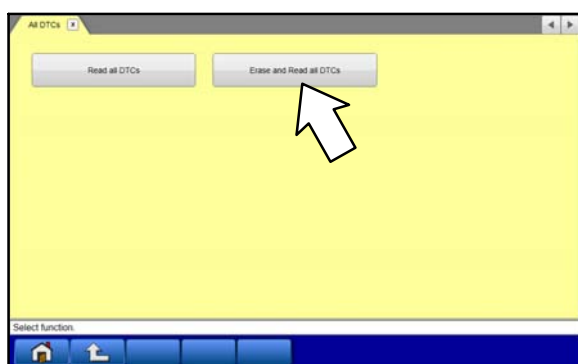 All DTCs
Read all DTCs
Erase and Read all DTCs
Select function.